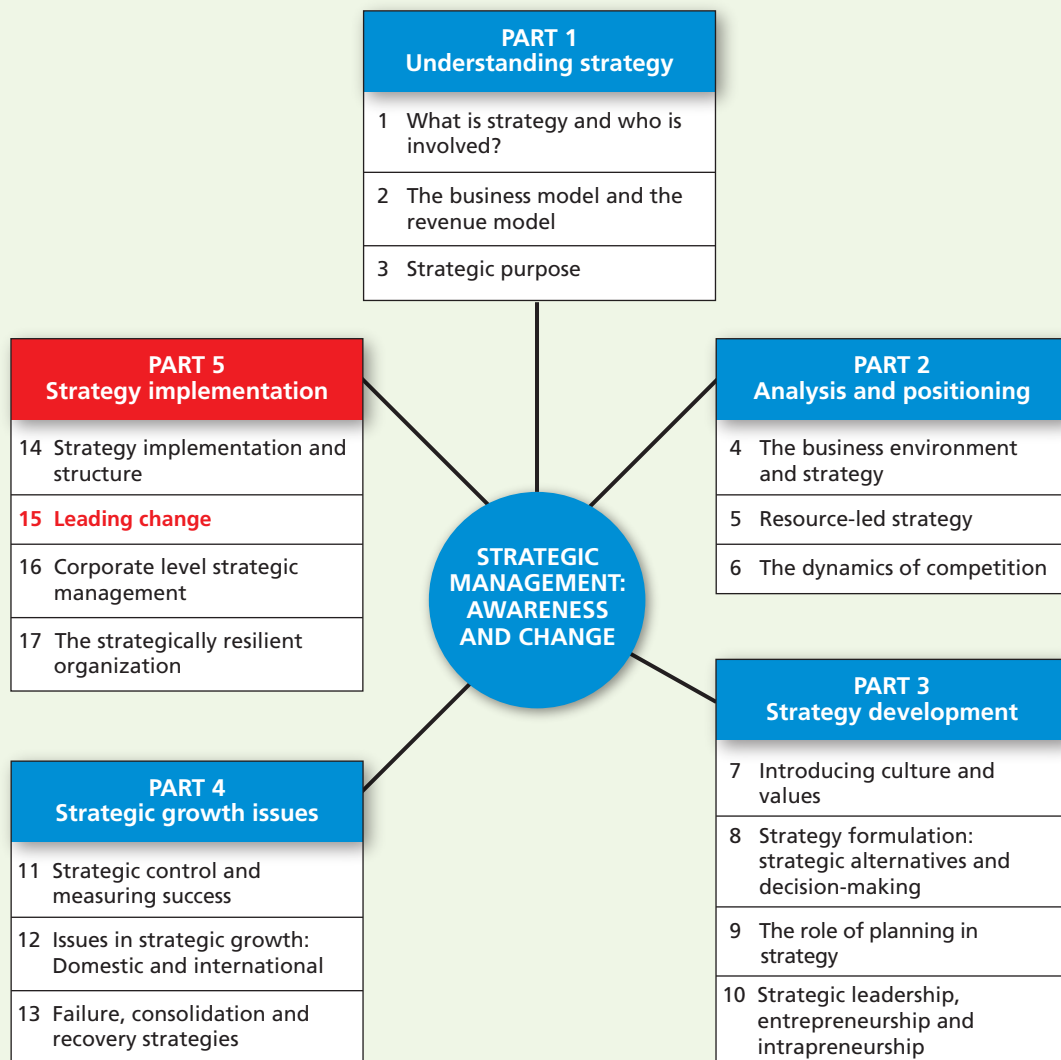 PART 1
Understanding strategy
1 What is strategy and who is
involved?
2 The business model and the
revenue model
3 Strategic purpose
PART 5
Strategy implementation
14 Strategy implementation and
structure
15 Leading change
16 Corporate level strategic
management
17 The strategically resilient
organization
STRATEGIC
MANAGEMENT:
AWARENESS
AND CHANGE
PART 2
Analysis and positioning
4 The business environment
and strategy
5 Resource-led strategy
6 The dynamics of competition
PART 3
Strategy development
7 Introducing culture and
values
8 Strategy formulation:
strategic alternatives and
decision-making
9 The role of planning in
strategy
10 Strategic leadership,
entrepreneurship and
intrapreneurship
PART 4
Strategic growth issues
11 Strategic control and
measuring success
12 Issues in strategic growth:
Domestic and international
13 Failure, consolidation and
recovery strategies